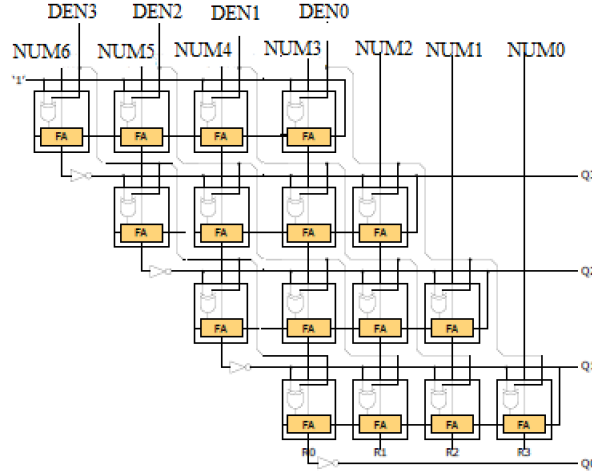 DEN3 DEN2 DEN1 DEN0
NUM6 NUM5 NUM4 NUM3 NUM2 NUM1 NUM0
'1'
FA FA FA FA
Q3
FA FA FA FA
Q2
FA FA FA FA
Q1
FA FA FA FA
R0 R1 R2 R3
Q0